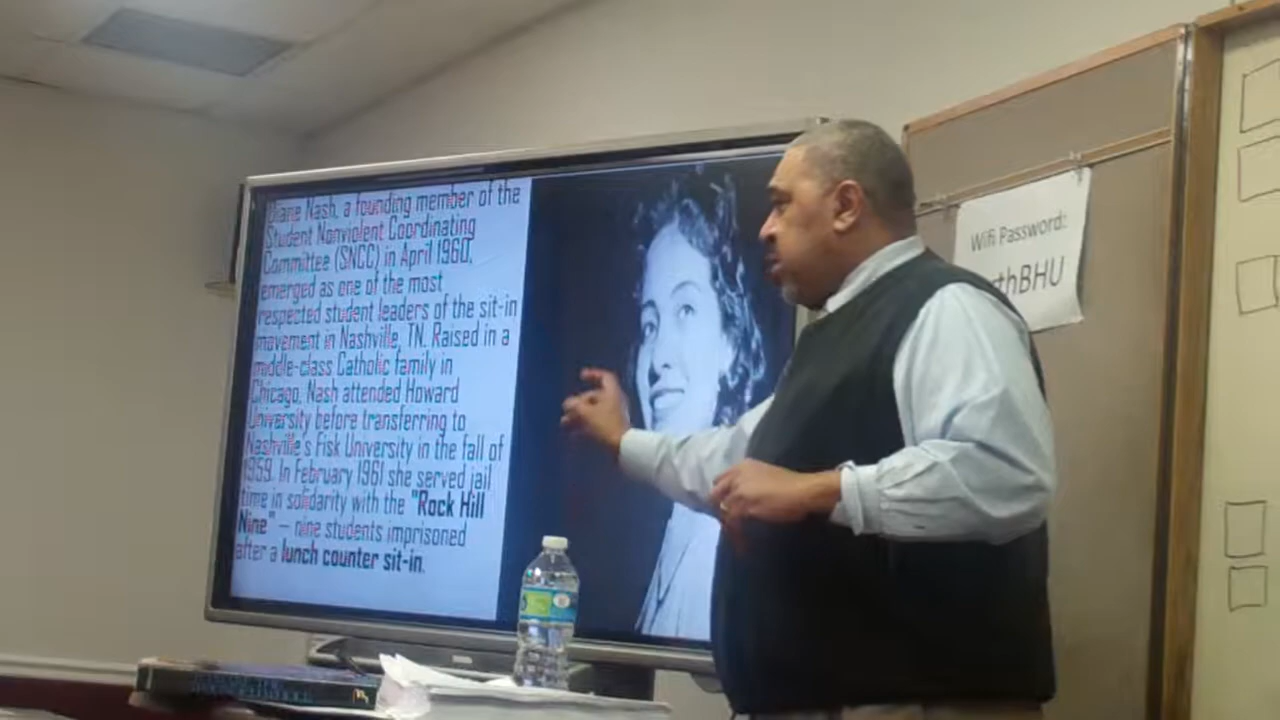 Diane Nash, a founding member of the
Student Nonviolent Coordinating
Committee (SNCC) in April 1960,
emerged as one of the most
respected student leaders of the sit-in
movement in Nashville, TN. Raised in a
middle-class Catholic family in
Chicago, Nash attended Howard
University before transferring to
Nashville's Fisk University in the fall of
1959. In February 1961 she served jail
time in solidarity with the "Rock Hill
Nine" — nine students imprisoned
after a lunch counter sit-in.
Wifi Password:
thBHU